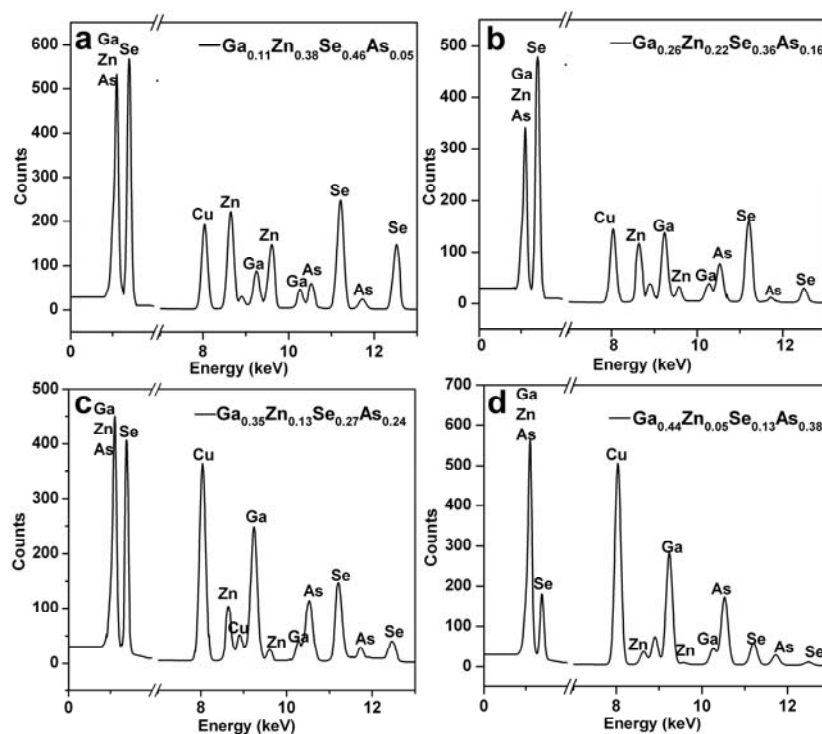 a
Ga0.11Zn0.38Se0.46As0.05
Ga
Zn
As
Se
Cu
Zn
Ga
Zn
Ga
As
Se
As
Se
600
500
400
300
200
100
0
Counts
0 8 10 12
Energy (keV)
b
Ga0.26Zn0.22Se0.36As0.16
Se
Ga
Zn
As
Cu
Zn
Ga
Zn
Ga
As
Se
As
Se
500
400
300
200
100
0
Counts
0 8 10 12
Energy (keV)
c
Ga0.35Zn0.13Se0.27As0.24
Ga
Zn
As
Se
Cu
Zn
Cu
Ga
Zn
Ga
As
Se
As
Se
500
400
300
200
100
0
Counts
0 8 10 12
Energy (keV)
d
Ga0.44Zn0.05Se0.13As0.38
Ga
Zn
As
Se
Cu
Zn
Ga
Zn
Ga
As
Se
As
Se
700
600
500
400
300
200
100
0
Counts
0 8 10 12
Energy (keV)